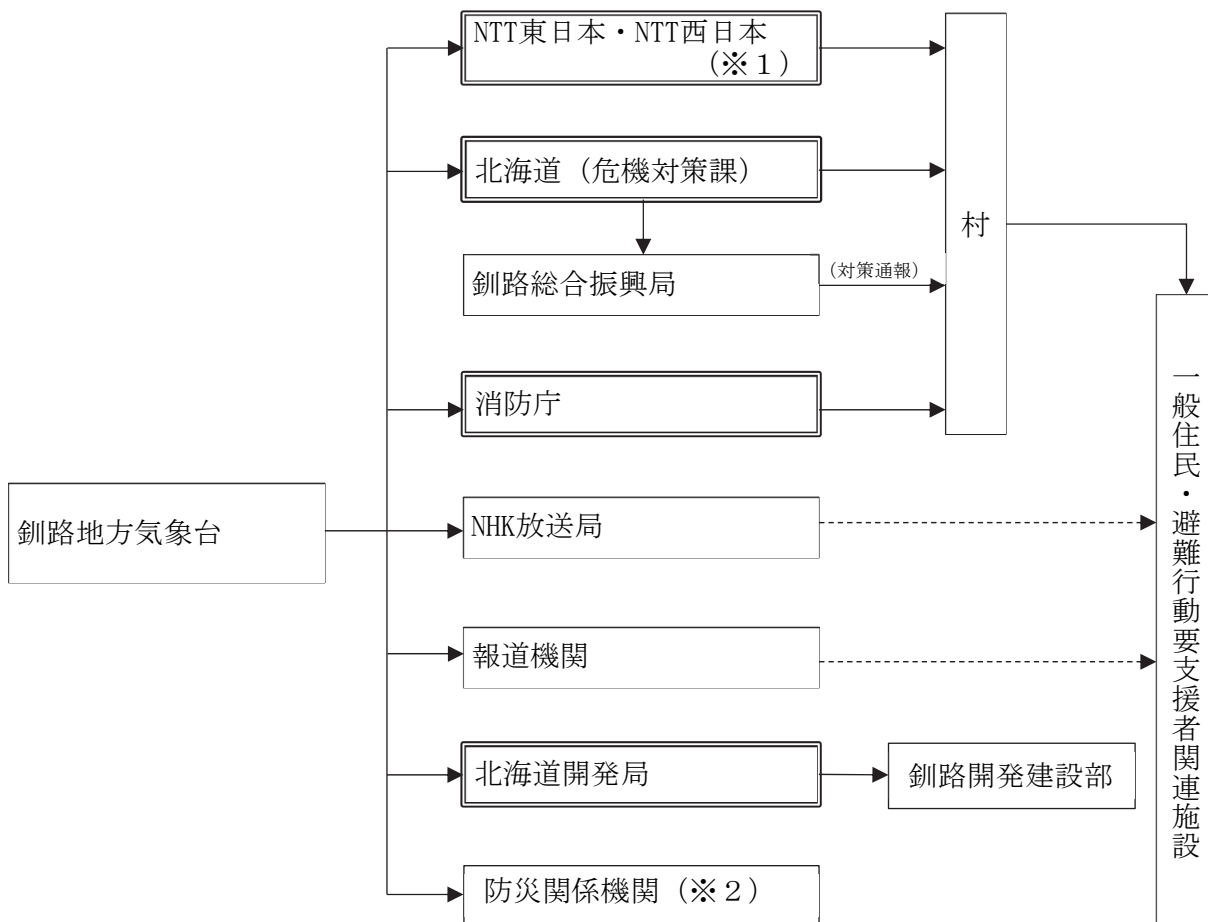 NTT東日本・NTT西日本
(※１)
北海道（危機対策課）
釧路総合振興局
(対策通報)
村
消防庁
釧路地方気象台
NHK放送局
報道機関
北海道開発局
釧路開発建設部
防災関係機関（※２）
一般住民・避難行動要支援者関連施設